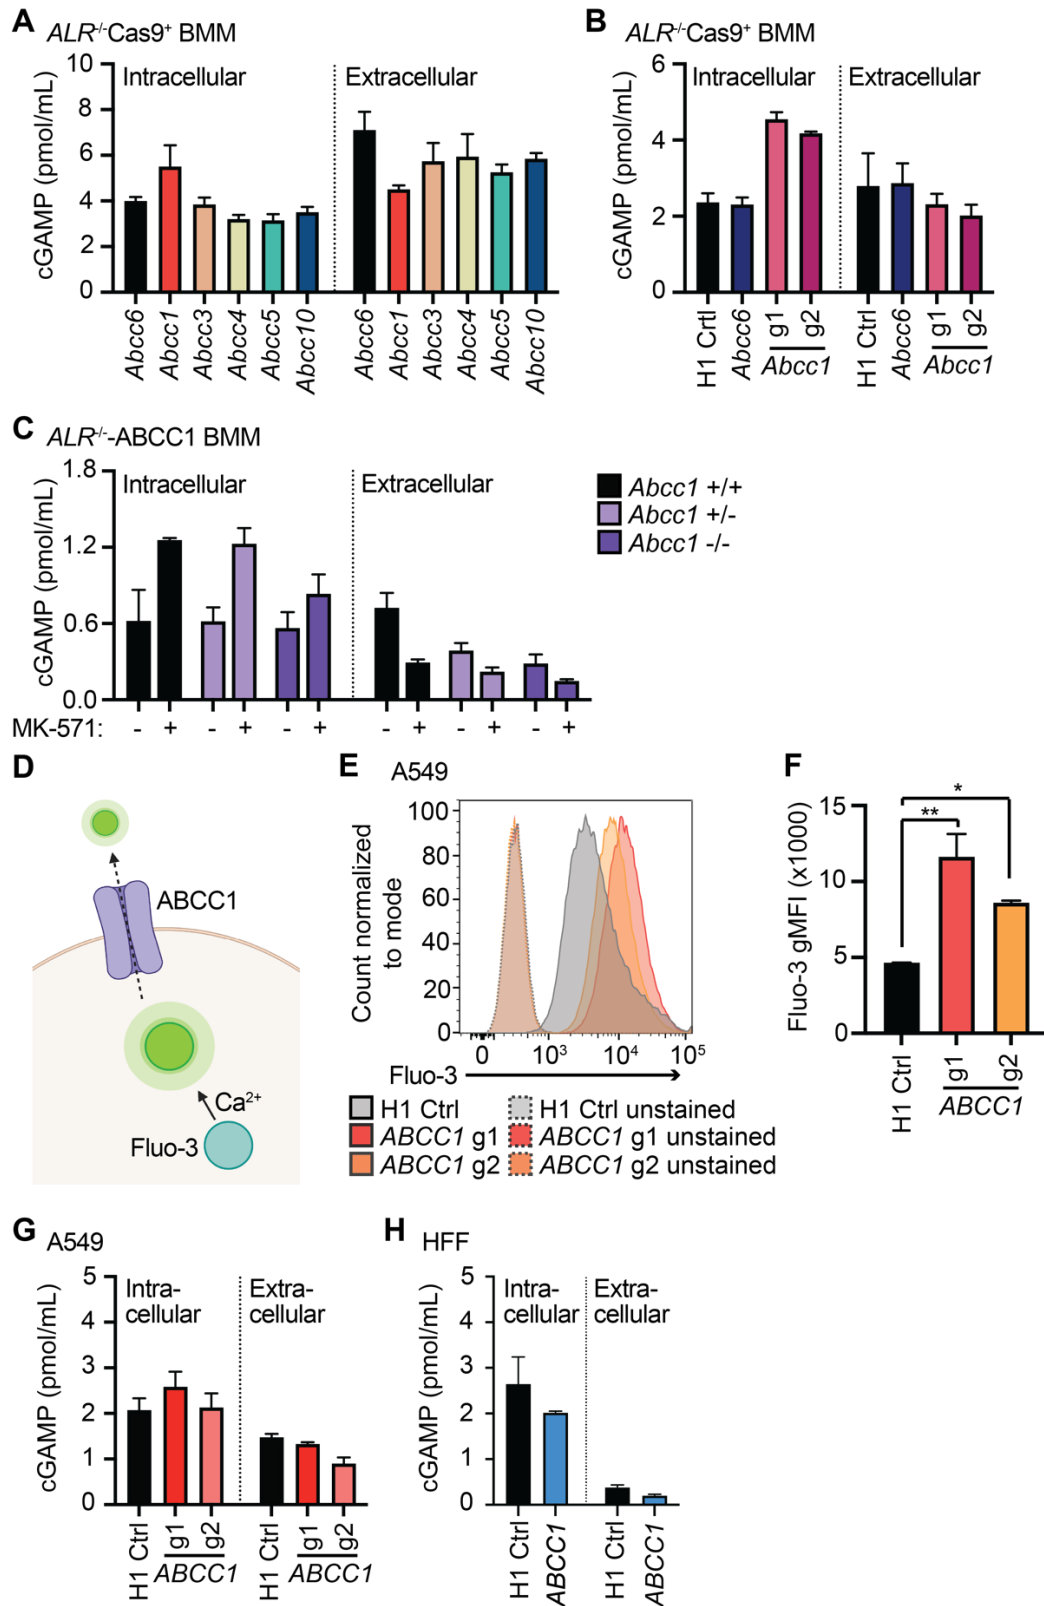 A ALR-/-Cas9+ BMM
Intracellular Extracellular
cGAMP (pmol/mL)
10
8
6
4
2
0
Abcc6 Abcc1 Abcc3 Abcc4 Abcc5 Abcc10 Abcc6 Abcc1 Abcc3 Abcc4 Abcc5 Abcc10
B ALR-/-Cas9+ BMM
Intracellular Extracellular
cGAMP (pmol/mL)
6
4
2
0
H1 Crtl Abcc6 g1 g2 H1 Ctrl Abcc6 g1 g2
Abcc1 Abcc1
C ALR-/--ABCC1 BMM
Intracellular Extracellular
cGAMP (pmol/mL)
1.8
1.2
0.6
0.0
MK-571: - + - + - + - + - + - +
Abcc1 +/+
Abcc1 +/-
Abcc1 -/-
D
ABCC1
Ca2+
Fluo-3
E A549
Count normalized
to mode
100
80
60
40
20
0
0 10³ 10⁴ 10⁵
Fluo-3
H1 Ctrl H1 Ctrl unstained
ABCC1 g1 ABCC1 g1 unstained
ABCC1 g2 ABCC1 g2 unstained
F
Fluo-3 gMFI (x1000)
15
10
5
0
*
**
H1 Ctrl g1 g2
ABCC1
G A549
Intra- Extra-
cellular cellular
cGAMP (pmol/mL)
5
4
3
2
1
0
H1 Ctrl g1 g2 H1 Ctrl g1 g2
ABCC1 ABCC1
H HFF
Intra- Extra-
cellular cellular
cGAMP (pmol/mL)
5
4
3
2
1
0
H1 Ctrl ABCC1 H1 Ctrl ABCC1